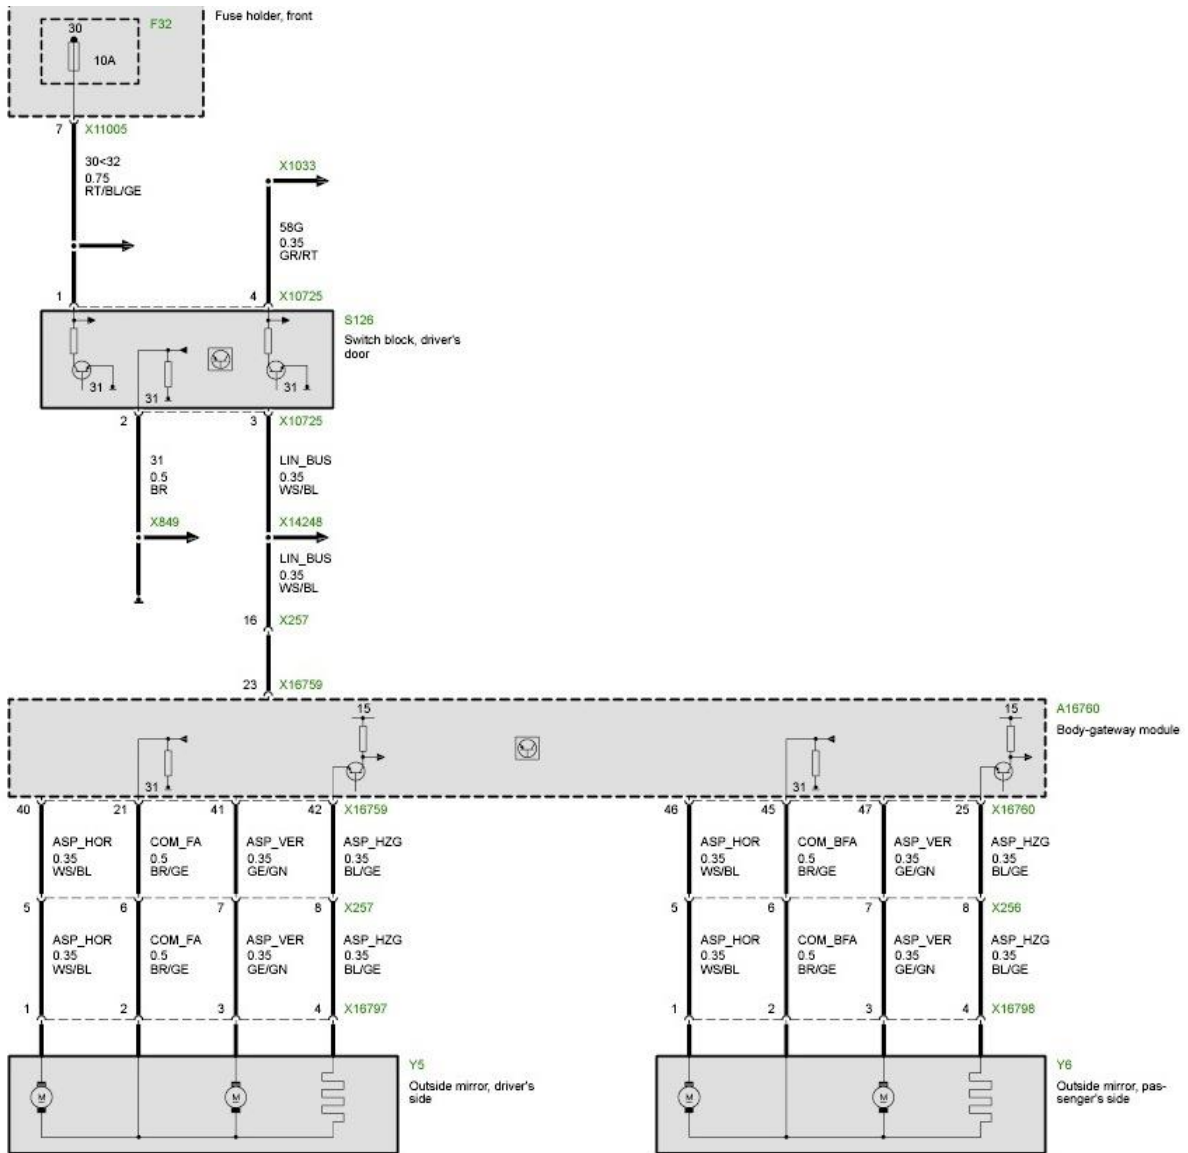 Fuse holder, front
30
F32
10A
7
X11005
30<32
0.75
RT/BL/GE
X1033
58G
0.35
GR/RT
1
4
X10725
S126
Switch block, driver's
door
31
31
31
2
3
X10725
31
0.5
BR
LIN_BUS
0.35
WS/BL
X849
X14248
LIN_BUS
0.35
WS/BL
16
X257
23
X16759
15
15
A16760
Body-gateway module
31
31
40
21
41
42
X16759
46
45
47
25
X16760
ASP_HOR
0.35
WS/BL
COM_FA
0.5
BR/GE
ASP_VER
0.35
GE/GN
ASP_HZG
0.35
BL/GE
ASP_HOR
0.35
WS/BL
COM_BFA
0.5
BR/GE
ASP_VER
0.35
GE/GN
ASP_HZG
0.35
BL/GE
5
6
7
8
X257
5
6
7
8
X256
ASP_HOR
0.35
WS/BL
COM_FA
0.5
BR/GE
ASP_VER
0.35
GE/GN
ASP_HZG
0.35
BL/GE
ASP_HOR
0.35
WS/BL
COM_BFA
0.5
BR/GE
ASP_VER
0.35
GE/GN
ASP_HZG
0.35
BL/GE
1
2
3
4
X16797
1
2
3
4
X16798
Y5
Outside mirror, driver's
side
M
M
Y6
Outside mirror, pas-
senger's side
M
M